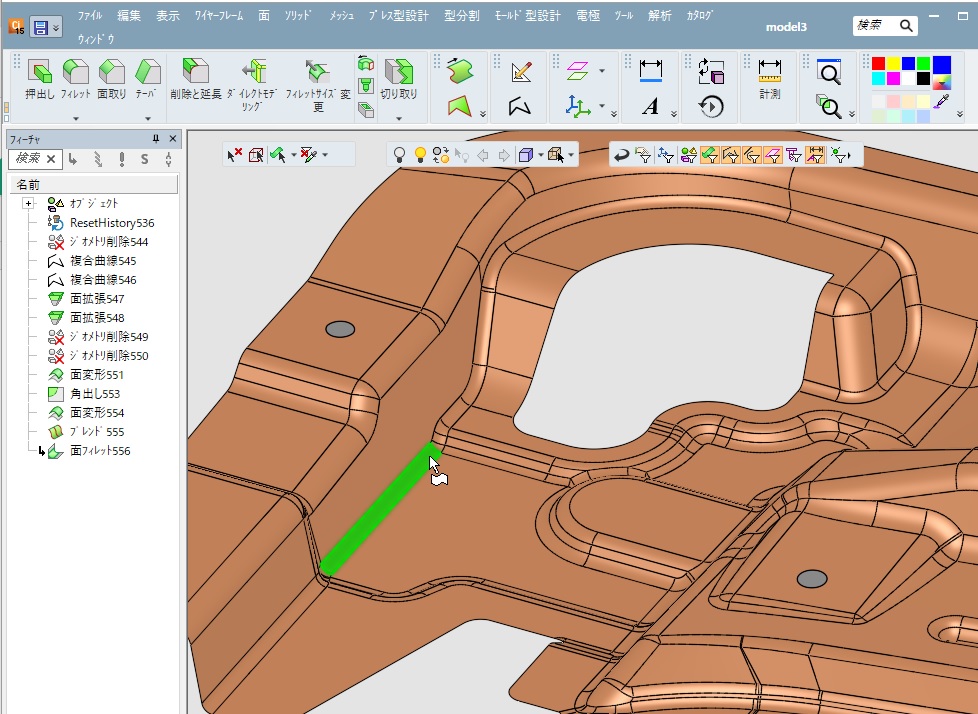 ﾌｧｲﾙ 編集 表示 ﾜｲﾔｰﾌﾚｰﾑ 面 ｿﾘｯﾄﾞ ﾒｯｼｭ ﾌﾟﾚｽ型設計 型分割 ﾓｰﾙﾄﾞ型設計 電極 ﾂｰﾙ 解析 ｶﾀﾛｸﾞ
15
model3
検索
ｳｨﾝﾄﾞｳ
押出し ﾌｨﾚｯﾄ 面取り ﾃｰﾊﾟ 削除と延長 ﾀﾞｲﾚｸﾄﾓﾃﾞﾘﾝｸﾞ ﾌｨﾚｯﾄｻｲｽﾞ変更 切り取り 計測
ﾌｨｰﾁｬ
検索
名前
ｵﾌﾞｼﾞｪｸﾄ
ResetHistory536
ｼﾞｵﾒﾄﾘ削除544
複合曲線545
複合曲線546
面拡張547
面拡張548
ｼﾞｵﾒﾄﾘ削除549
ｼﾞｵﾒﾄﾘ削除550
面変形551
角出し553
面変形554
ﾌﾞﾚﾝﾄﾞ555
面ﾌｨﾚｯﾄ556